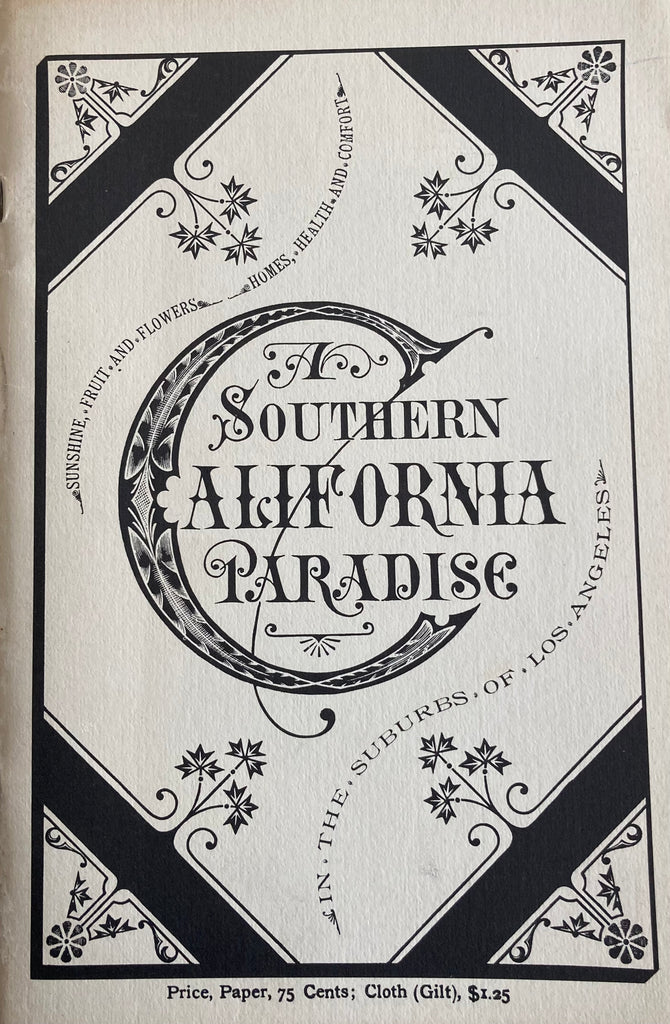 SUNSHINE, · FRUIT · AND · FLOWERS
HOMES, · HEALTH · AND · COMFORT
A
SOUTHERN
CALIFORNIA
PARADISE
IN · THE · SUBURBS · OF · LOS · ANGELES
Price, Paper, 75 Cents; Cloth (Gilt), $1.25